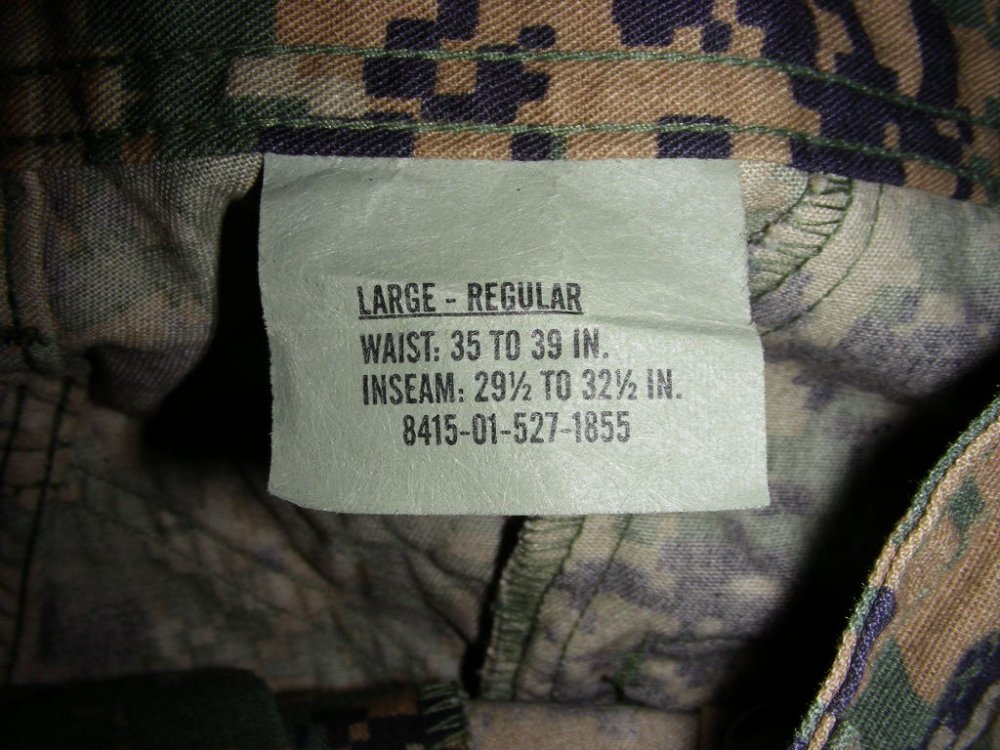 LARGE - REGULAR
WAIST: 35 TO 39 IN.
INSEAM: 29½ TO 32½ IN.
8415-01-527-1855